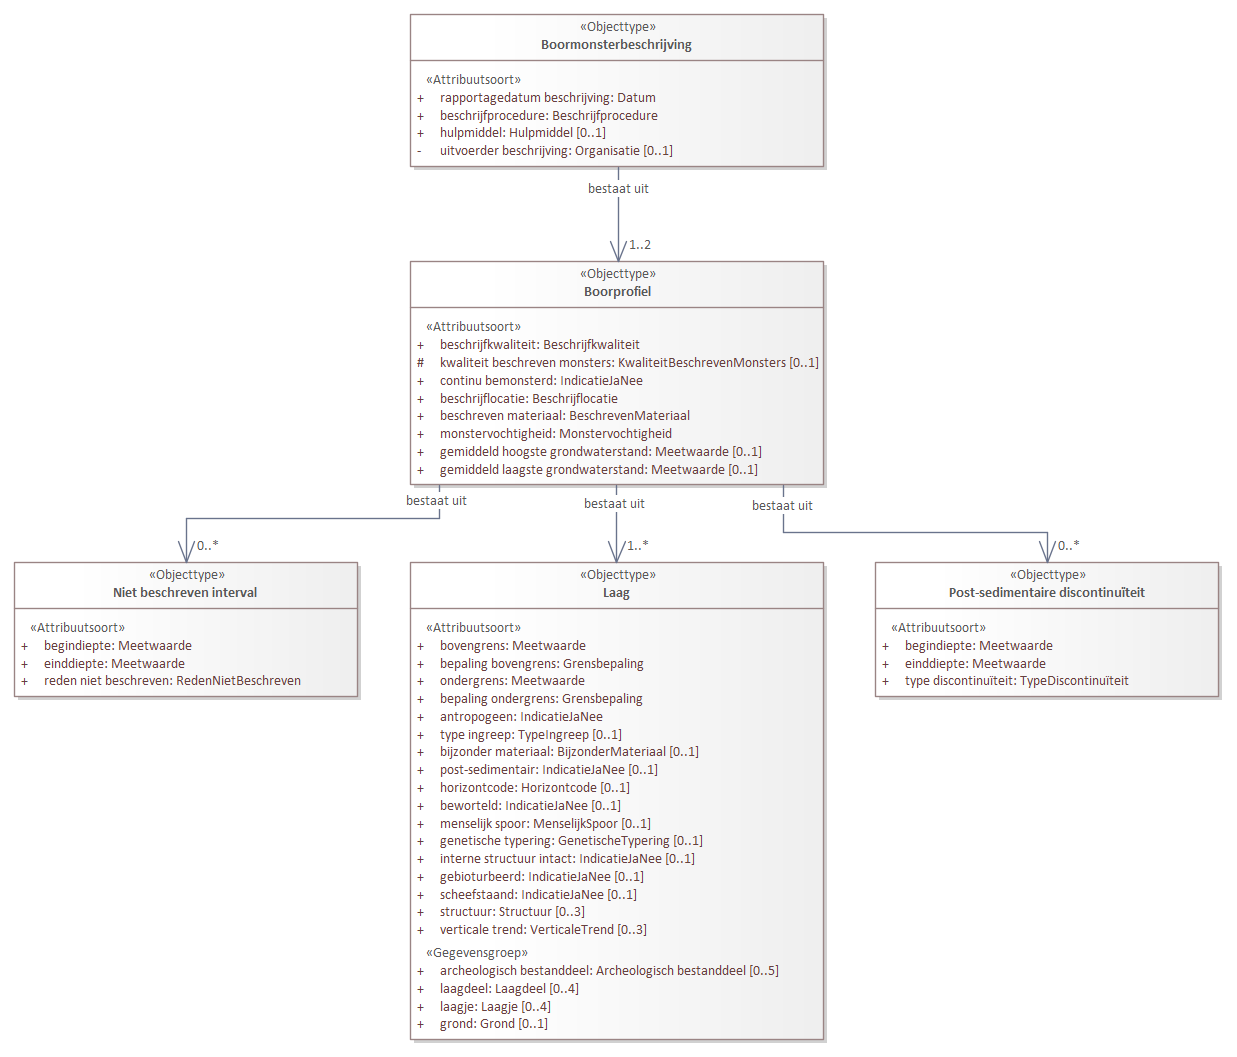 «Objecttype»
Boormonsterbeschrijving
«Attribuutsoort»
+ rapportagedatum beschrijving: Datum
+ beschrijfprocedure: Beschrijfprocedure
+ hulpmiddel: Hulpmiddel [0..1]
- uitvoerder beschrijving: Organisatie [0..1]
bestaat uit
1..2
«Objecttype»
Boorprofiel
«Attribuutsoort»
+ beschrijfkwaliteit: Beschrijfkwaliteit
# kwaliteit beschreven monsters: KwaliteitBeschrevenMonsters [0..1]
+ continu bemonsterd: IndicatieJaNee
+ beschrijflocatie: Beschrijflocatie
+ beschreven materiaal: BeschrevenMateriaal
+ monstervochtigheid: Monstervochtigheid
+ gemiddeld hoogste grondwaterstand: Meetwaarde [0..1]
+ gemiddeld laagste grondwaterstand: Meetwaarde [0..1]
bestaat uit
bestaat uit
bestaat uit
0..*
1..*
0..*
«Objecttype»
Niet beschreven interval
«Attribuutsoort»
+ begindiepte: Meetwaarde
+ einddiepte: Meetwaarde
+ reden niet beschreven: RedenNietBeschreven
«Objecttype»
Laag
«Attribuutsoort»
+ bovengrens: Meetwaarde
+ bepaling bovengrens: Grensbepaling
+ ondergrens: Meetwaarde
+ bepaling ondergrens: Grensbepaling
+ antropogeen: IndicatieJaNee
+ type ingreep: TypeIngreep [0..1]
+ bijzonder materiaal: BijzonderMateriaal [0..1]
+ post-sedimentair: IndicatieJaNee [0..1]
+ horizontcode: Horizontcode [0..1]
+ beworteld: IndicatieJaNee [0..1]
+ menselijk spoor: MenselijkSpoor [0..1]
+ genetische typering: GenetischeTypering [0..1]
+ interne structuur intact: IndicatieJaNee [0..1]
+ gebioturbeerd: IndicatieJaNee [0..1]
+ scheefstaand: IndicatieJaNee [0..1]
+ structuur: Structuur [0..3]
+ verticale trend: VerticaleTrend [0..3]
«Gegevensgroep»
+ archeologisch bestanddeel: Archeologisch bestanddeel [0..5]
+ laagdeel: Laagdeel [0..4]
+ laagje: Laagje [0..4]
+ grond: Grond [0..1]
«Objecttype»
Post-sedimentaire discontinuïteit
«Attribuutsoort»
+ begindiepte: Meetwaarde
+ einddiepte: Meetwaarde
+ type discontinuïteit: TypeDiscontinuïteit